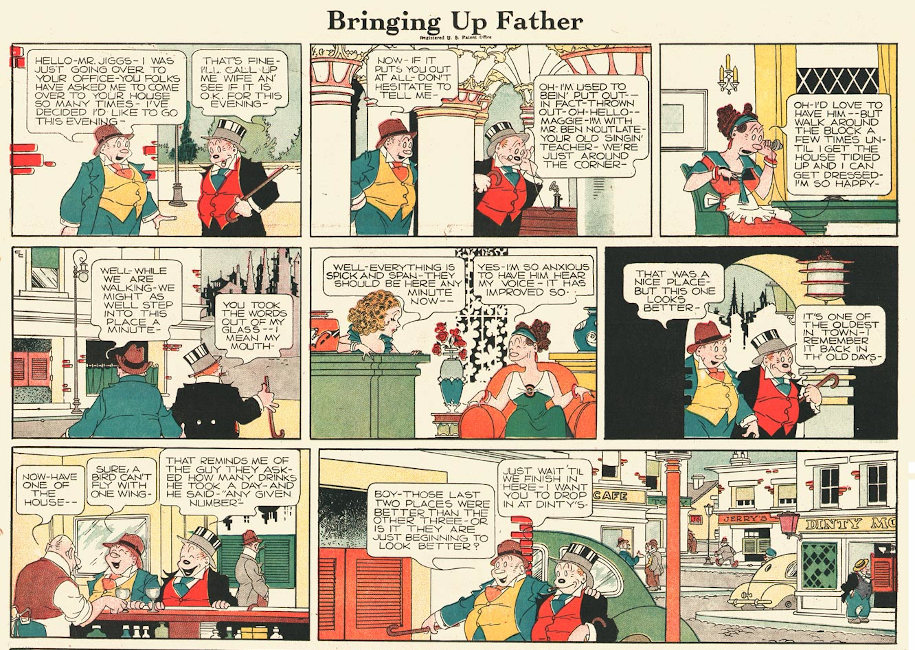 Bringing Up Father
Registered U. S. Patent Office
HELLO-MR. JIGGS- I WAS
JUST GOING OVER TO
YOUR OFFICE-YOU FOLKS
HAVE ASKED ME TO COME
OVER TO YOUR HOUSE
SO MANY TIMES- I'VE
DECIDED I'D LIKE TO GO
THIS EVENING-
THAT'S FINE-
I'LL CALL UP
ME WIFE AN'
SEE IF IT IS
O.K. FOR THIS
EVENING-
NOW- IF IT
PUTS YOU OUT
AT ALL- DON'T
HESITATE TO
TELL ME-
OH- I'M USED TO
BEIN' PUT OUT--
IN FACT-THROWN
OUT-OH-HELLO--
MAGGIE-I'M WITH
MR. BEN NOUTLATE-
YOUR OLD SINGIN'
TEACHER- WE'RE
JUST AROUND
THE CORNER-
OH-I'D LOVE TO
HAVE HIM--BUT
WALK AROUND
THE BLOCK A
FEW TIMES UN-
TIL I GET THE
HOUSE TIDIED
UP AND I CAN
GET DRESSED-
I'M SO HAPPY-
WELL-WHILE
WE ARE
WALKING-WE
MIGHT AS
WELL STEP
INTO THIS
PLACE A
MINUTE-
YOU TOOK
THE WORDS
OUT OF MY
GLASS--I
MEAN MY
MOUTH-
WELL-EVERYTHING IS
SPICK AND SPAN-THEY
SHOULD BE HERE ANY
MINUTE
NOW--
YES-I'M SO ANXIOUS
TO HAVE HIM HEAR
MY VOICE- IT HAS
IMPROVED SO-
THAT WAS A
NICE PLACE-
BUT THIS ONE
LOOKS
BETTER-
IT'S ONE OF
THE OLDEST
IN TOWN-I
REMEMBER
IT BACK IN
TH' OLD DAYS-
NOW-HAVE
ONE OF
THE
HOUSE--
SURE, A
BIRD CAN'T
FLY WITH
ONE WING-
THAT REMINDS ME OF
THE GUY THEY ASK-
ED HOW MANY DRINKS
HE TOOK A DAY-AND
HE SAID-"ANY GIVEN
NUMBER"-
BOY-THOSE LAST
TWO PLACES WERE
BETTER THAN THE
OTHER THREE-OR
IS IT THEY ARE
JUST BEGINNING TO
LOOK BETTER?
JUST WAIT 'TIL
WE FINISH IN
HERE-I WANT
YOU TO DROP
IN AT DINTY'S-
CAFE
JERRY'S
DINTY MO